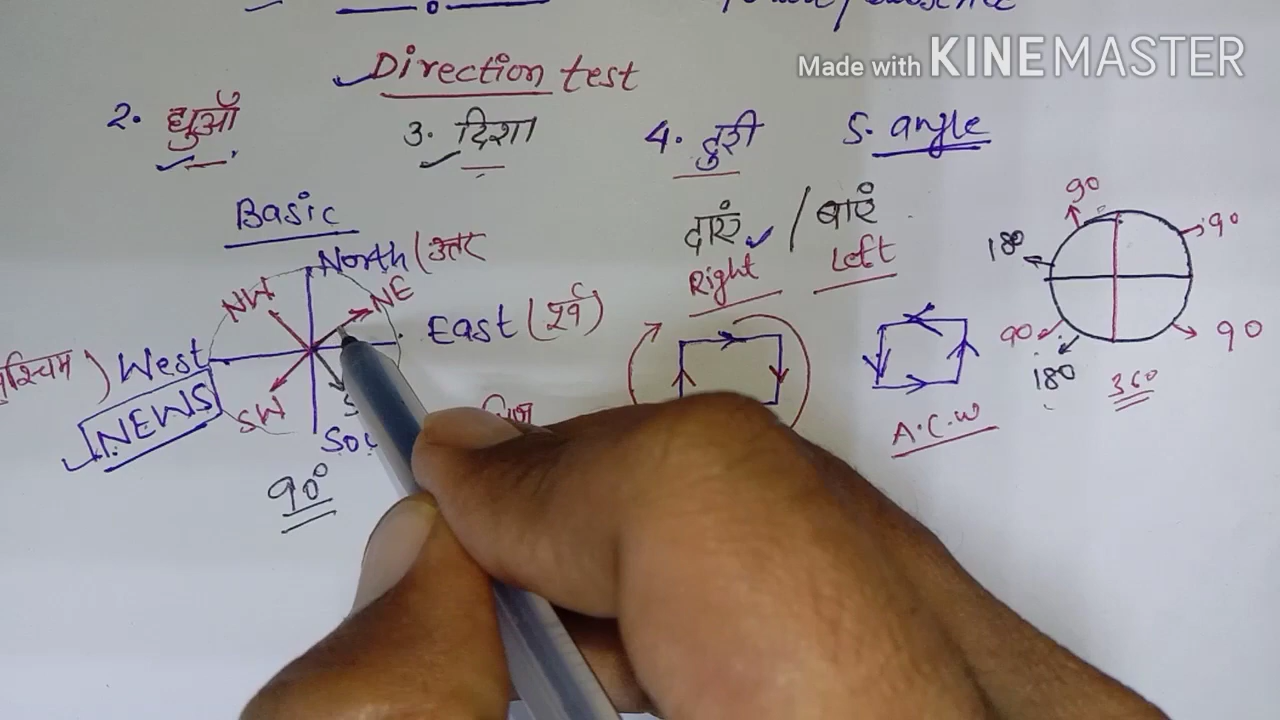 Made with KINEMASTER
Direction test
2. धुआँ
3. दिशा
4. दुरी
5. angle
Basic
North (उत्तर
NW
NE
East (पूर्व)
West
NEWS
SW
90°
दाएं / बाएं
Right
Left
A.C.W
90
90
180
90
180
90
360